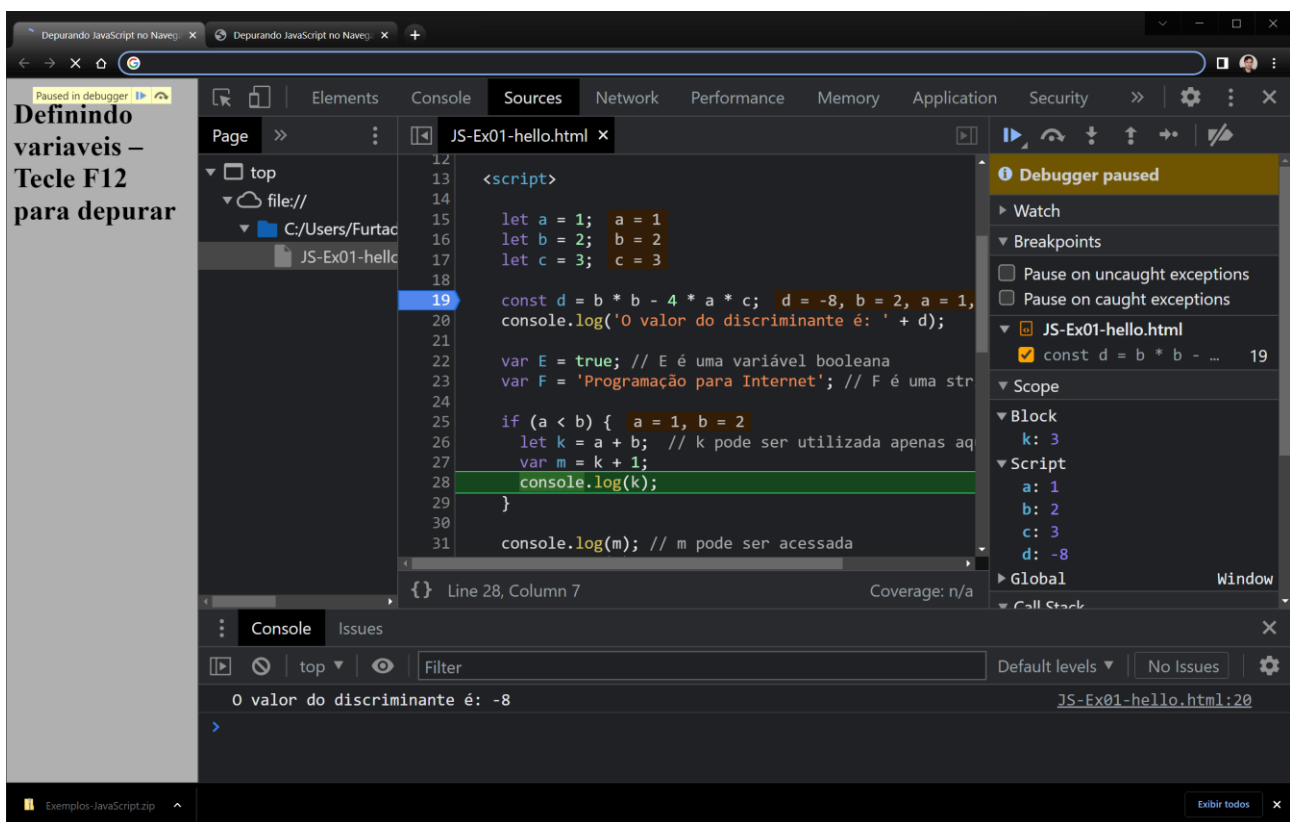 Depurando JavaScript no Naveg
Depurando JavaScript no Naveg
Paused in debugger
Definindo
variaveis –
Tecle F12
para depurar
Elements Console Sources Network Performance Memory Application Security
Page
JS-Ex01-hello.html
top
file://
C:/Users/Furtad
JS-Ex01-hello
12
13 <script>
14
15 let a = 1; a = 1
16 let b = 2; b = 2
17 let c = 3; c = 3
18
19 const d = b * b - 4 * a * c; d = -8, b = 2, a = 1,
20 console.log('O valor do discriminante é: ' + d);
21
22 var E = true; // E é uma variável booleana
23 var F = 'Programação para Internet'; // F é uma str
24
25 if (a < b) { a = 1, b = 2
26 let k = a + b; // k pode ser utilizada apenas aq
27 var m = k + 1;
28 console.log(k);
29 }
30
31 console.log(m); // m pode ser acessada
{} Line 28, Column 7 Coverage: n/a
Debugger paused
Watch
Breakpoints
Pause on uncaught exceptions
Pause on caught exceptions
JS-Ex01-hello.html
const d = b * b - … 19
Scope
Block
k: 3
Script
a: 1
b: 2
c: 3
d: -8
Global Window
Call Stack
Console Issues
top Filter Default levels No Issues
O valor do discriminante é: -8 JS-Ex01-hello.html:20
Exemplos-JavaScript.zip Exibir todos